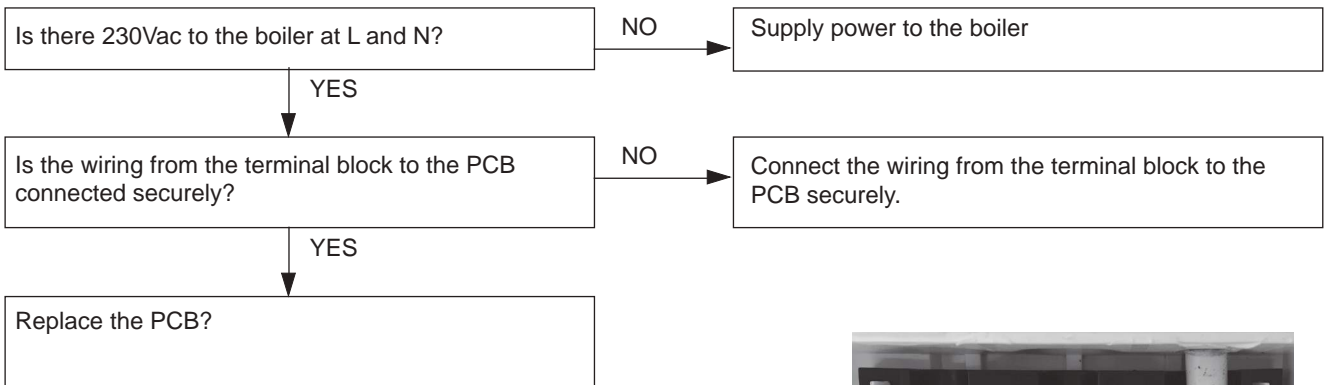 Is there 230Vac to the boiler at L and N?
NO
Supply power to the boiler
YES
Is the wiring from the terminal block to the PCB
connected securely?
NO
Connect the wiring from the terminal block to the
PCB securely.
YES
Replace the PCB?